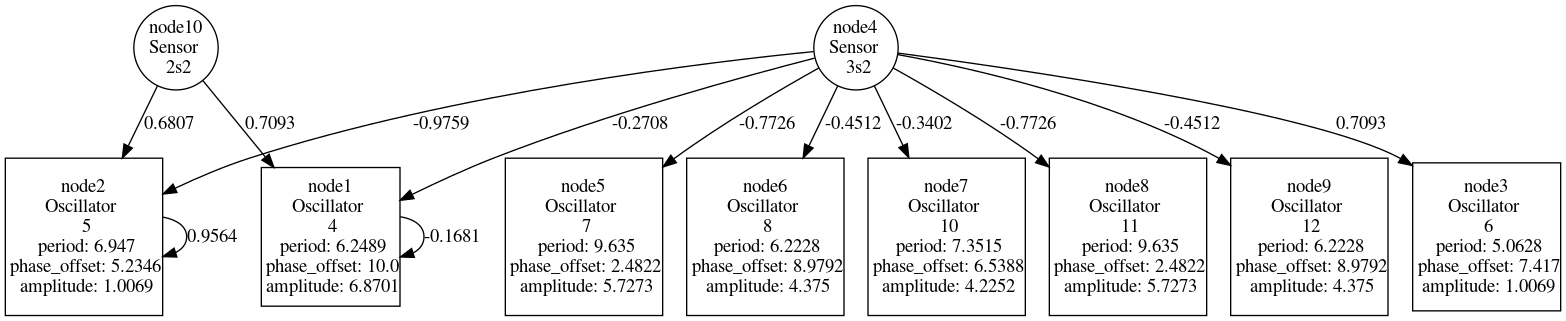 node10
Sensor
2s2
node4
Sensor
3s2
0.6807
0.7093
-0.9759
-0.2708
-0.7726
-0.4512
-0.3402
-0.7726
-0.4512
0.7093
node2
Oscillator
5
period: 6.947
phase_offset: 5.2346
amplitude: 1.0069
0.9564
node1
Oscillator
4
period: 6.2489
phase_offset: 10.0
amplitude: 6.8701
-0.1681
node5
Oscillator
7
period: 9.635
phase_offset: 2.4822
amplitude: 5.7273
node6
Oscillator
8
period: 6.2228
phase_offset: 8.9792
amplitude: 4.375
node7
Oscillator
10
period: 7.3515
phase_offset: 6.5388
amplitude: 4.2252
node8
Oscillator
11
period: 9.635
phase_offset: 2.4822
amplitude: 5.7273
node9
Oscillator
12
period: 6.2228
phase_offset: 8.9792
amplitude: 4.375
node3
Oscillator
6
period: 5.0628
phase_offset: 7.417
amplitude: 1.0069